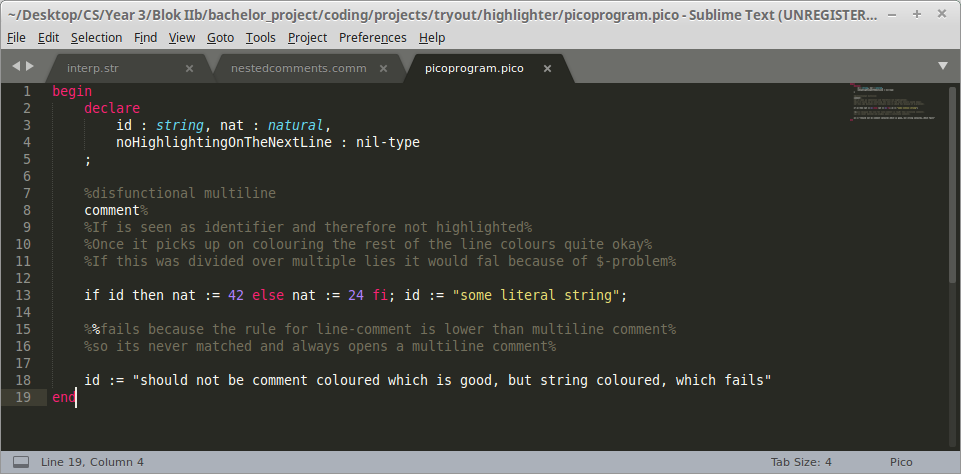 ~/Desktop/CS/Year 3/Blok IIb/bachelor_project/coding/projects/tryout/highlighter/picoprogram.pico - Sublime Text (UNREGISTER...
File Edit Selection Find View Goto Tools Project Preferences Help
interp.str nestedcomments.comm picoprogram.pico
1 begin
2 declare
3 id : string, nat : natural,
4 noHighlightingOnTheNextLine : nil-type
5 ;
6
7 %disfunctional multiline
8 comment%
9 %If is seen as identifier and therefore not highlighted%
10 %Once it picks up on colouring the rest of the line colours quite okay%
11 %If this was divided over multiple lies it would fal because of $-problem%
12
13 if id then nat := 42 else nat := 24 fi; id := "some literal string";
14
15 %%fails because the rule for line-comment is lower than multiline comment%
16 %so its never matched and always opens a multiline comment%
17
18 id := "should not be comment coloured which is good, but string coloured, which fails"
19 end
Line 19, Column 4 Tab Size: 4 Pico